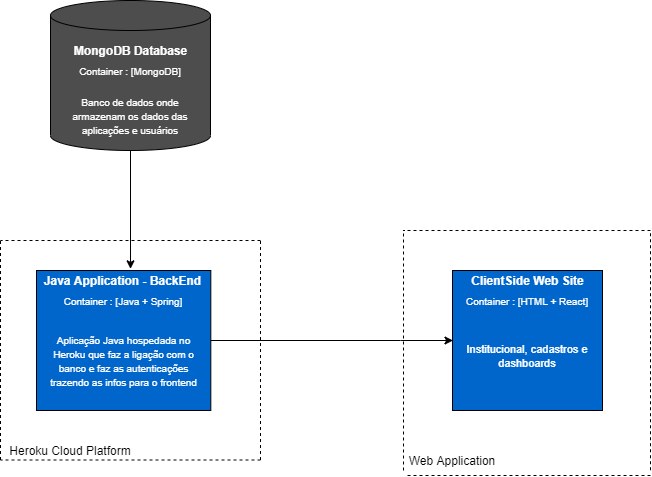 MongoDB Database
Container : [MongoDB]
Banco de dados onde
armazenam os dados das
aplicações e usuários
Java Application - BackEnd
Container : [Java + Spring]
Aplicação Java hospedada no
Heroku que faz a ligação com o
banco e faz as autenticações
trazendo as infos para o frontend
Heroku Cloud Platform
ClientSide Web Site
Container : [HTML + React]
Institucional, cadastros e
dashboards
Web Application